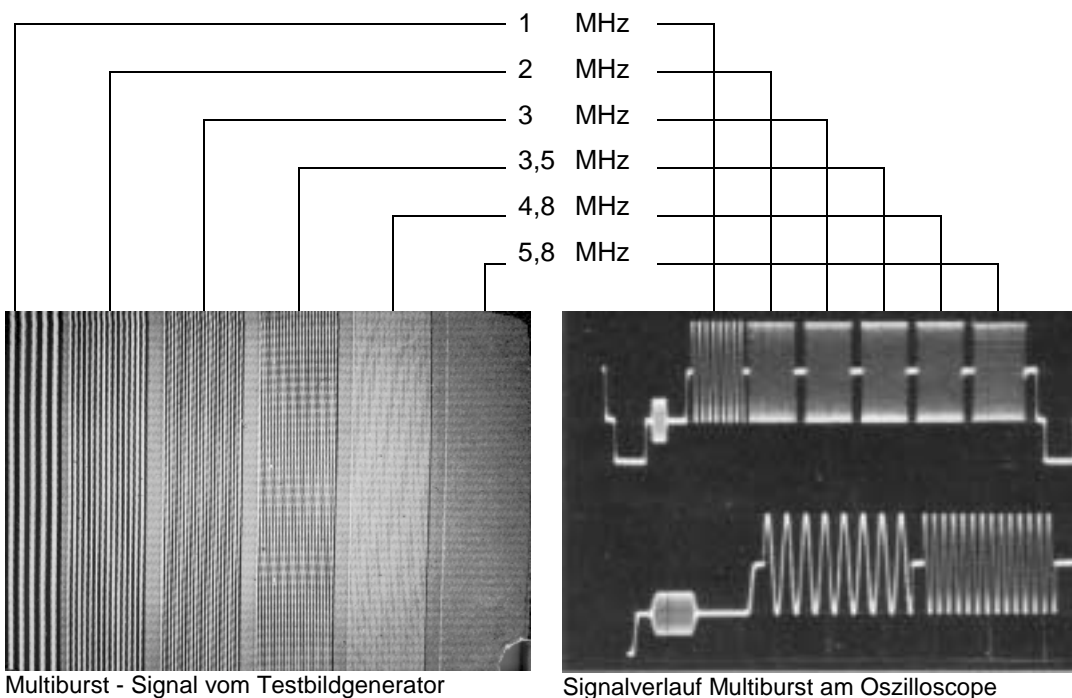 1 MHz
2 MHz
3 MHz
3,5 MHz
4,8 MHz
5,8 MHz
Multiburst - Signal vom Testbildgenerator
Signalverlauf Multiburst am Oszilloscope